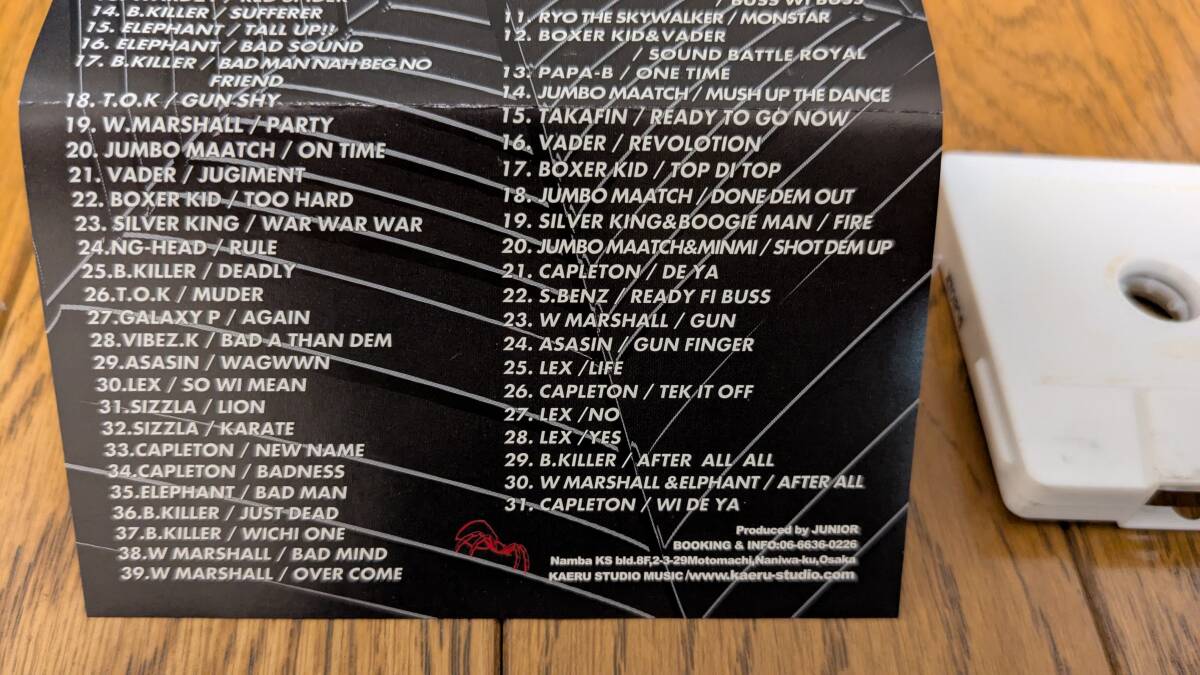 14. B.KILLER / SUFFERER
15. ELEPHANT / TALL UP!!
16. ELEPHANT / BAD SOUND
17. B.KILLER / BAD MAN NAH BEG NO
FRIEND
18. T.O.K / GUN SHY
19. W.MARSHALL / PARTY
20. JUMBO MAATCH / ON TIME
21. VADER / JUGIMENT
22. BOXER KID / TOO HARD
23. SILVER KING / WAR WAR WAR
24.NG-HEAD / RULE
25.B.KILLER / DEADLY
26.T.O.K / MUDER
27.GALAXY P / AGAIN
28.VIBEZ.K / BAD A THAN DEM
29.ASASIN / WAGWWN
30.LEX / SO WI MEAN
31.SIZZLA / LION
32.SIZZLA / KARATE
33.CAPLETON / NEW NAME
34.CAPLETON / BADNESS
35.ELEPHANT / BAD MAN
36.B.KILLER / JUST DEAD
37.B.KILLER / WICHI ONE
38.W MARSHALL / BAD MIND
39.W MARSHALL / OVER COME
/ BUSS WI BUSS
11. RYO THE SKYWALKER / MONSTAR
12. BOXER KID&VADER
/ SOUND BATTLE ROYAL
13. PAPA-B / ONE TIME
14. JUMBO MAATCH / MUSH UP THE DANCE
15. TAKAFIN / READY TO GO NOW
16. VADER / REVOLOTION
17. BOXER KID / TOP DI TOP
18. JUMBO MAATCH / DONE DEM OUT
19. SILVER KING&BOOGIE MAN / FIRE
20. JUMBO MAATCH&MINMI / SHOT DEM UP
21. CAPLETON / DE YA
22. S.BENZ / READY FI BUSS
23. W MARSHALL / GUN
24. ASASIN / GUN FINGER
25. LEX /LIFE
26. CAPLETON / TEK IT OFF
27. LEX /NO
28. LEX /YES
29. B.KILLER / AFTER ALL ALL
30. W MARSHALL &ELPHANT / AFTER ALL
31. CAPLETON / WI DE YA
Produced by JUNIOR
BOOKING & INFO:06-6636-0226
Namba KS bld.8F,2-3-29Motomachi,Naniwa-ku,Osaka
KAERU STUDIO MUSIC/www.kaeru-studio.com